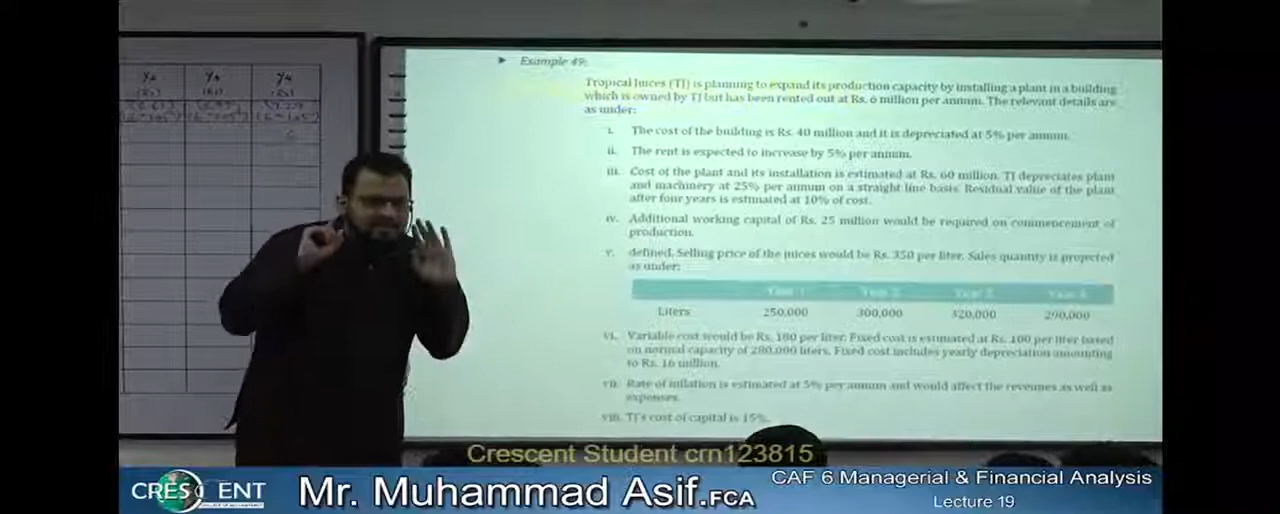 Y2 Y3 Y4
(Rs) (Rs) (Rs)
Example 49:
Tropical Juices (TJ) is planning to expand its production capacity by installing a plant in a building
which is owned by TJ but has been rented out at Rs. 6 million per annum. The relevant details are
as under:
i. The cost of the building is Rs. 40 million and it is depreciated at 5% per annum.
ii. The rent is expected to increase by 5% per annum.
iii. Cost of the plant and its installation is estimated at Rs. 60 million. TJ depreciates plant
and machinery at 25% per annum on a straight line basis. Residual value of the plant
after four years is estimated at 10% of cost.
iv. Additional working capital of Rs. 25 million would be required on commencement of
production.
v. defined. Selling price of the juices would be Rs. 350 per liter. Sales quantity is projected
as under:
Year 1 Year 2 Year 3 Year 4
Liters 250,000 300,000 320,000 290,000
vi. Variable cost would be Rs. 180 per liter. Fixed cost is estimated at Rs. 100 per liter based
on normal capacity of 280,000 liters. Fixed cost includes yearly depreciation amounting
to Rs. 16 million.
vii. Rate of inflation is estimated at 5% per annum and would affect the revenues as well as
expenses.
viii. TJ's cost of capital is 15%.
Crescent Student crn123815
CRESCENT
Mr. Muhammad Asif.FCA
CAF 6 Managerial & Financial Analysis
Lecture 19